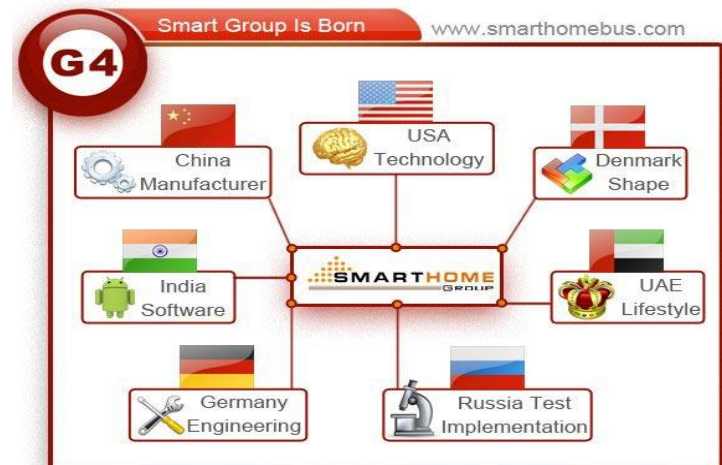 Smart Group Is Born
www.smarthomebus.com
G4
USA
Technology
China
Manufacturer
Denmark
Shape
India
Software
SMARTHOME
GROUP
UAE
Lifestyle
Germany
Engineering
Russia Test
Implementation